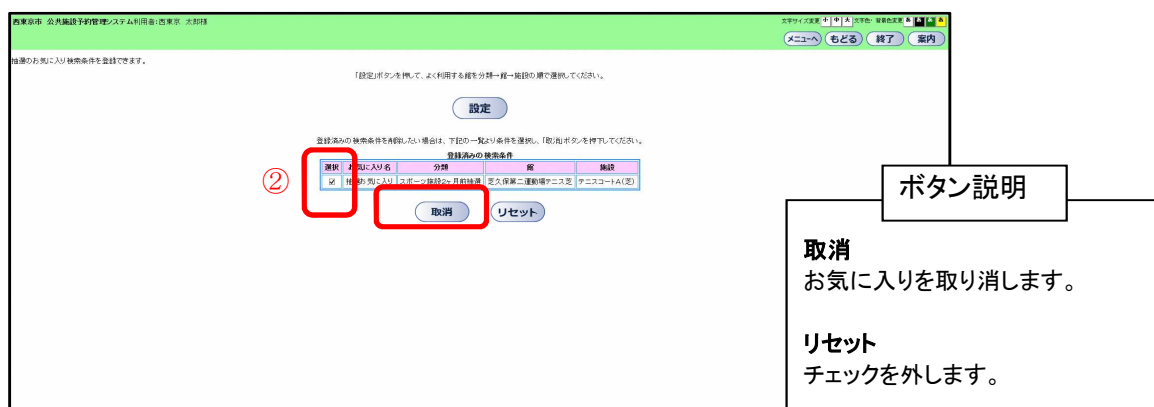 西東京市 公共施設予約管理システム利用者:西東京 太郎様
文字サイズ変更 小 中 大 文字色・背景色変更 あ あ あ あ
メニューへ もどる 終了 案内
抽選のお気に入り検索条件を登録できます。
「設定」ボタンを押して、よく利用する館を分類→館→施設の順で選択してください。
設定
登録済みの検索条件を削除したい場合は、下記の一覧より条件を選択し、「取消」ボタンを押下してください。
登録済みの検索条件
選択 お気に入り名 分類 館 施設
② 抽選お気に入り スポーツ施設2ヶ月前抽選 芝久保第二運動場テニス芝 テニスコートA(芝)
取消 リセット
ボタン説明
取消
お気に入りを取り消します。
リセット
チェックを外します。